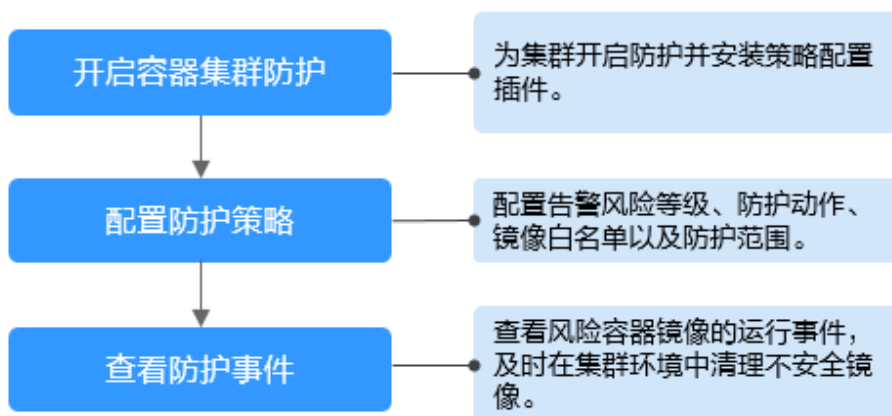 开启容器集群防护
为集群开启防护并安装策略配置
插件。
配置防护策略
配置告警风险等级、防护动作、
镜像白名单以及防护范围。
查看防护事件
查看风险容器镜像的运行事件，
及时在集群环境中清理不安全镜
像。